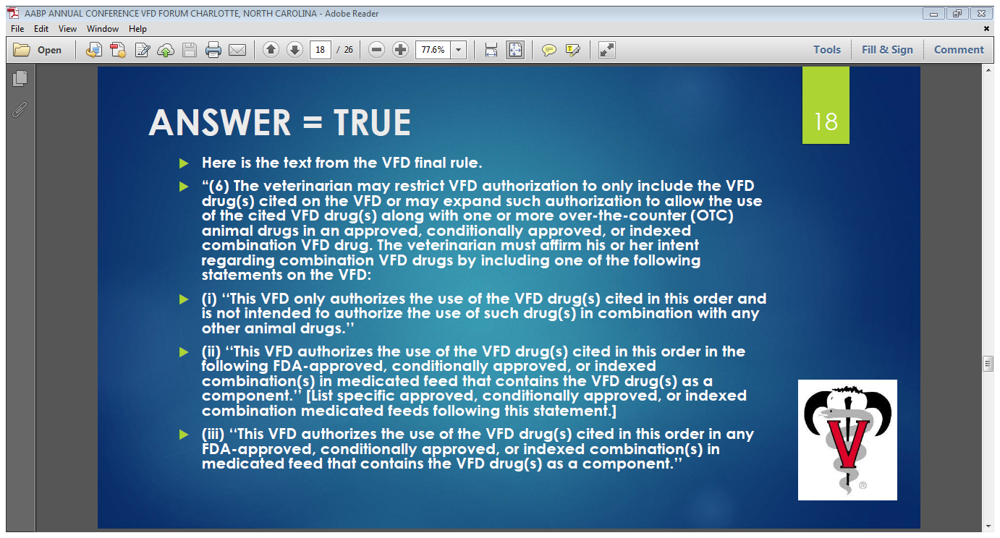 AABP ANNUAL CONFERENCE VFD FORUM CHARLOTTE, NORTH CAROLINA - Adobe Reader
File Edit View Window Help
Open 18 / 26 77.6% Tools Fill & Sign Comment
ANSWER = TRUE
18
Here is the text from the VFD final rule.
“(6) The veterinarian may restrict VFD authorization to only include the VFD
drug(s) cited on the VFD or may expand such authorization to allow the use
of the cited VFD drug(s) along with one or more over-the-counter (OTC)
animal drugs in an approved, conditionally approved, or indexed
combination VFD drug. The veterinarian must affirm his or her intent
regarding combination VFD drugs by including one of the following
statements on the VFD:
(i) ‘‘This VFD only authorizes the use of the VFD drug(s) cited in this order and
is not intended to authorize the use of such drug(s) in combination with any
other animal drugs.’’
(ii) ‘‘This VFD authorizes the use of the VFD drug(s) cited in this order in the
following FDA-approved, conditionally approved, or indexed
combination(s) in medicated feed that contains the VFD drug(s) as a
component.’’ [List specific approved, conditionally approved, or indexed
combination medicated feeds following this statement.]
(iii) ‘‘This VFD authorizes the use of the VFD drug(s) cited in this order in any
FDA-approved, conditionally approved, or indexed combination(s) in
medicated feed that contains the VFD drug(s) as a component.’’
V
®